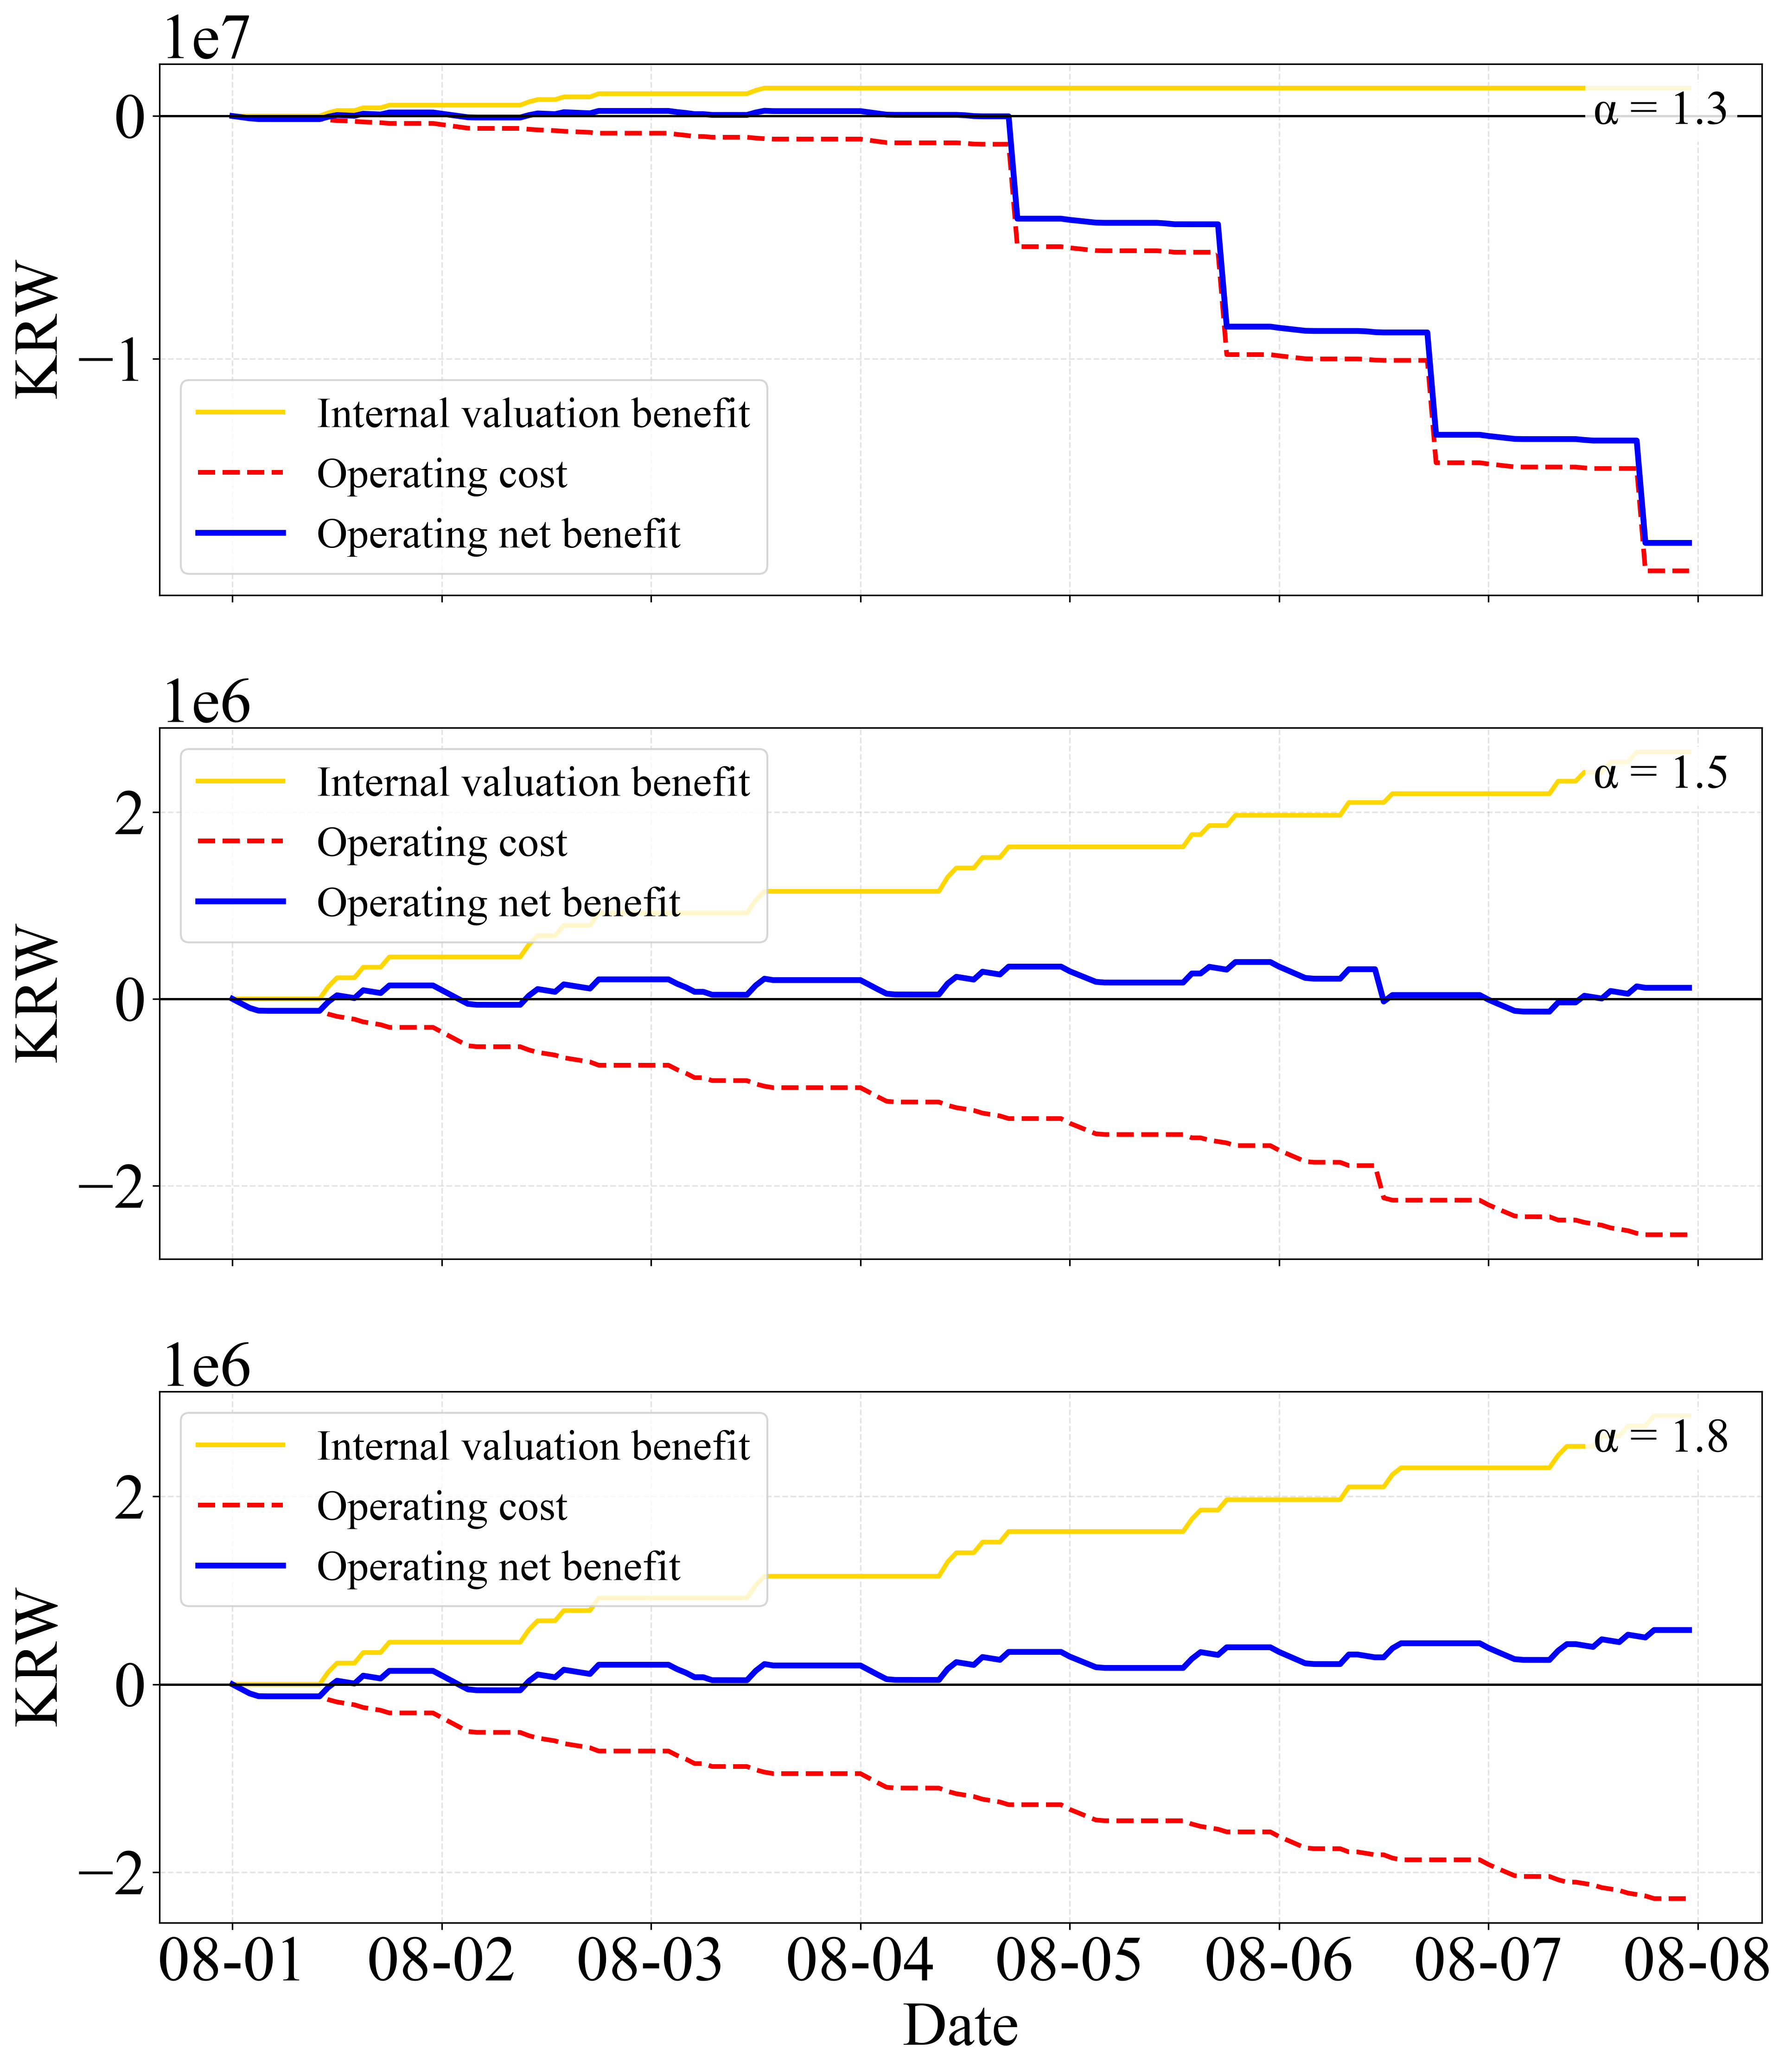 1e7
0
α = 1.3
KRW
−1
Internal valuation benefit
Operating cost
Operating net benefit
1e6
Internal valuation benefit
α = 1.5
2
Operating cost
Operating net benefit
KRW
0
−2
1e6
Internal valuation benefit
α = 1.8
2
Operating cost
Operating net benefit
KRW
0
−2
08-01 08-02 08-03 08-04 08-05 08-06 08-07 08-08
Date